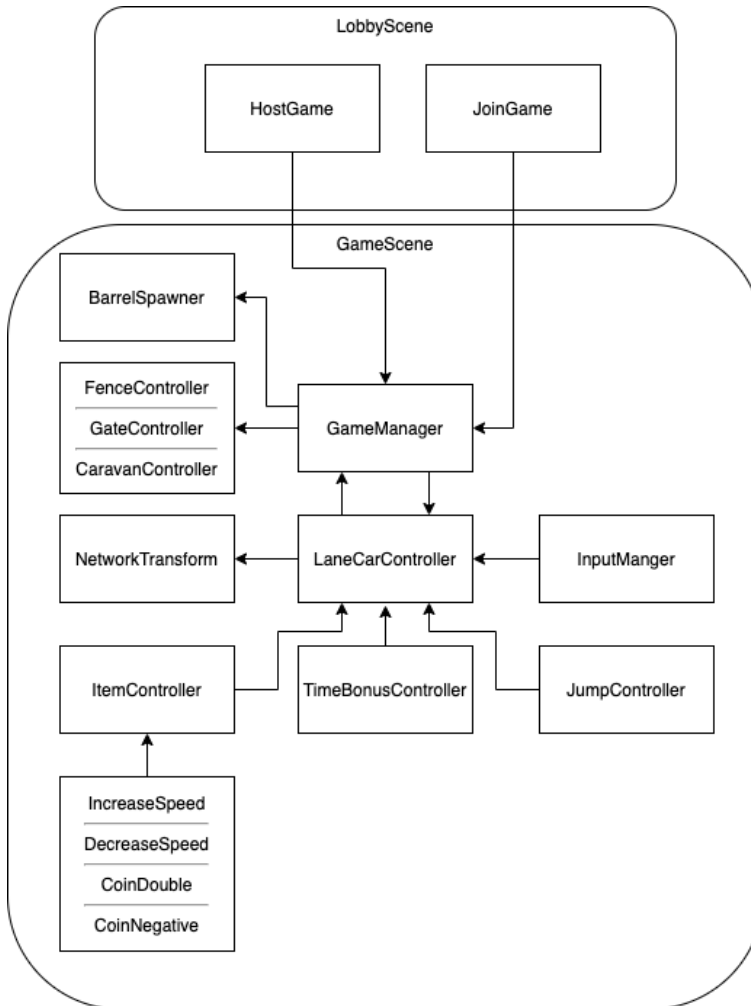 LobbyScene
HostGame
JoinGame
GameScene
BarrelSpawner
FenceController
GateController
CaravanController
GameManager
NetworkTransform
LaneCarController
InputManger
ItemController
TimeBonusController
JumpController
IncreaseSpeed
DecreaseSpeed
CoinDouble
CoinNegative